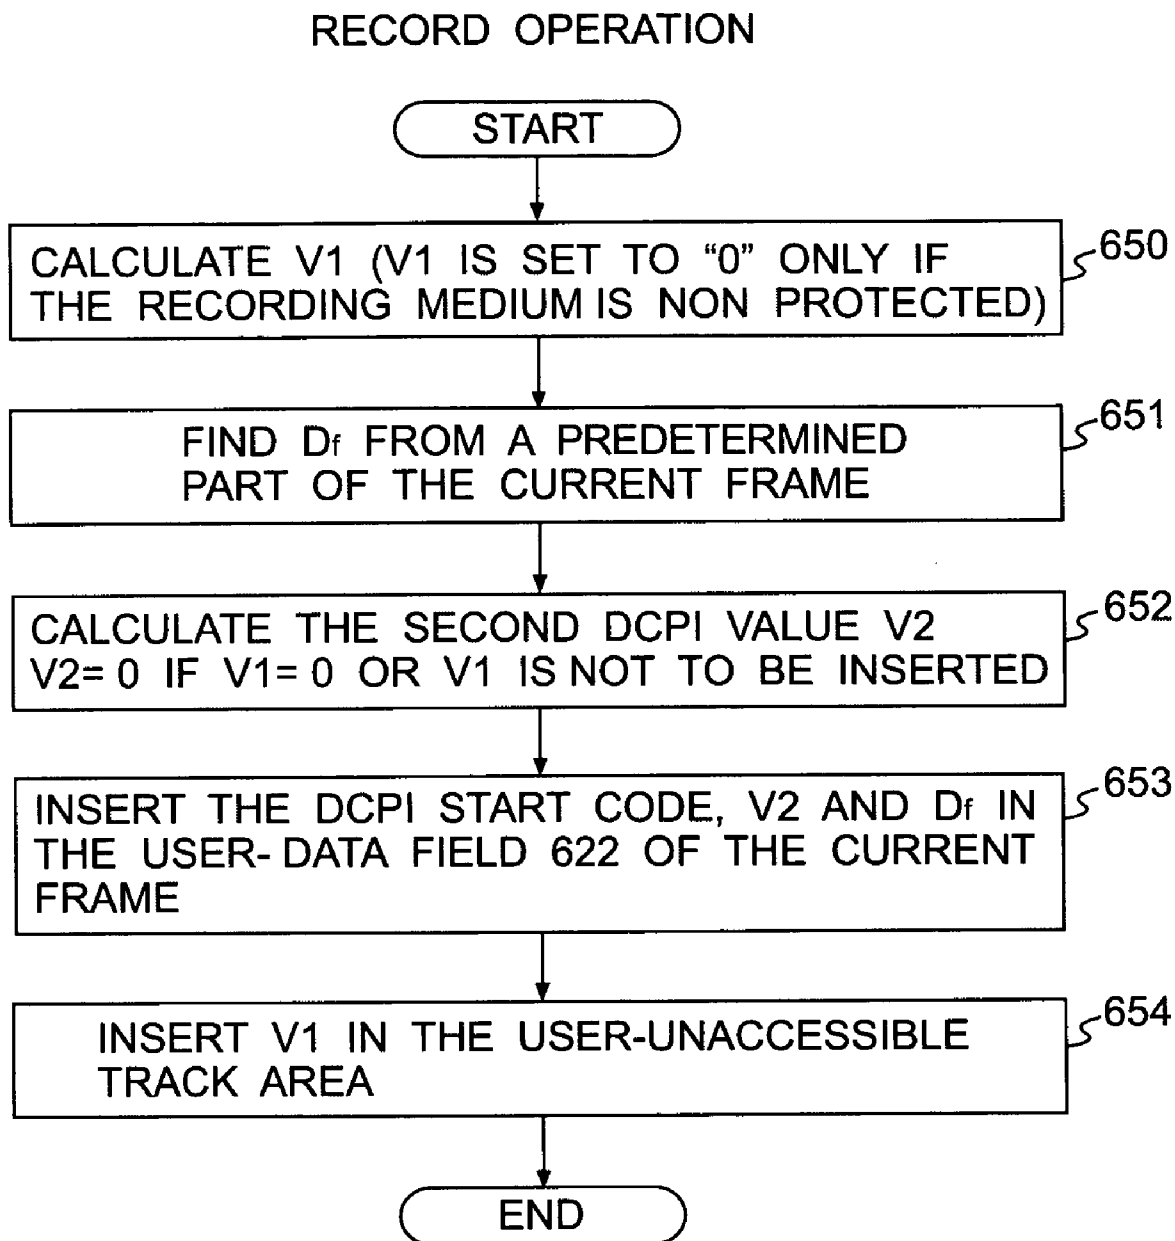 RECORD OPERATION
START
CALCULATE V1 (V1 IS SET TO “0” ONLY IF
THE RECORDING MEDIUM IS NON PROTECTED)
650
FIND Df FROM A PREDETERMINED
PART OF THE CURRENT FRAME
651
CALCULATE THE SECOND DCPI VALUE V2
V2= 0 IF V1= 0 OR V1 IS NOT TO BE INSERTED
652
INSERT THE DCPI START CODE, V2 AND Df IN
THE USER- DATA FIELD 622 OF THE CURRENT
FRAME
653
INSERT V1 IN THE USER-UNACCESSIBLE
TRACK AREA
654
END